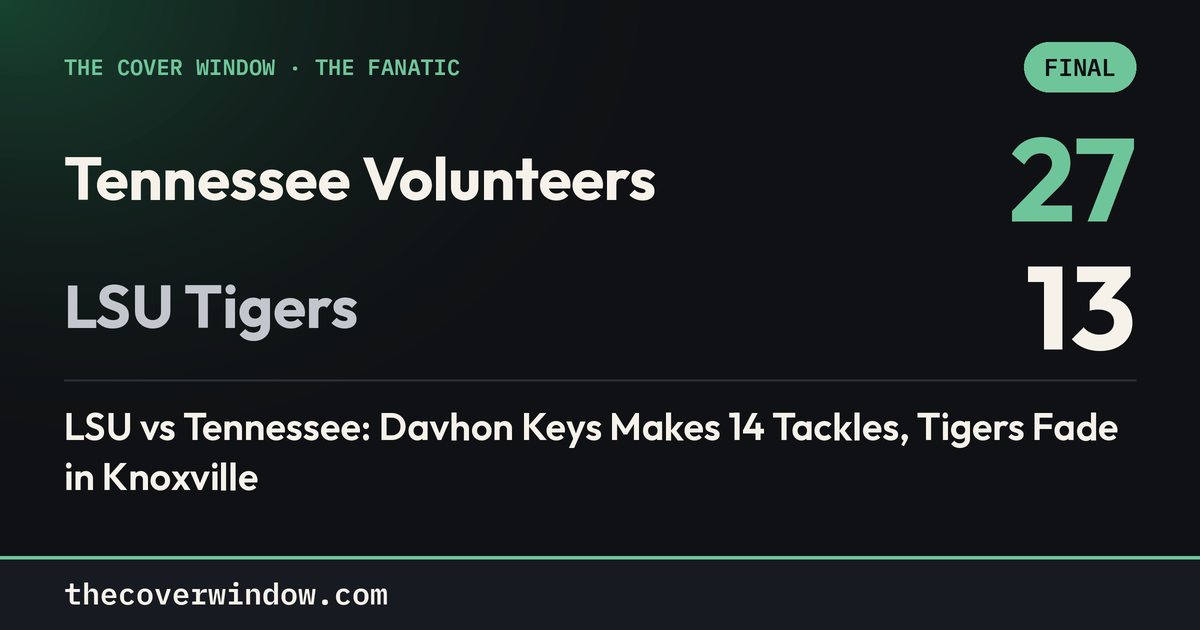 THE COVER WINDOW · THE FANATIC
FINAL
Tennessee Volunteers 27
LSU Tigers 13
LSU vs Tennessee: Davhon Keys Makes 14 Tackles, Tigers Fade
in Knoxville
thecoverwindow.com